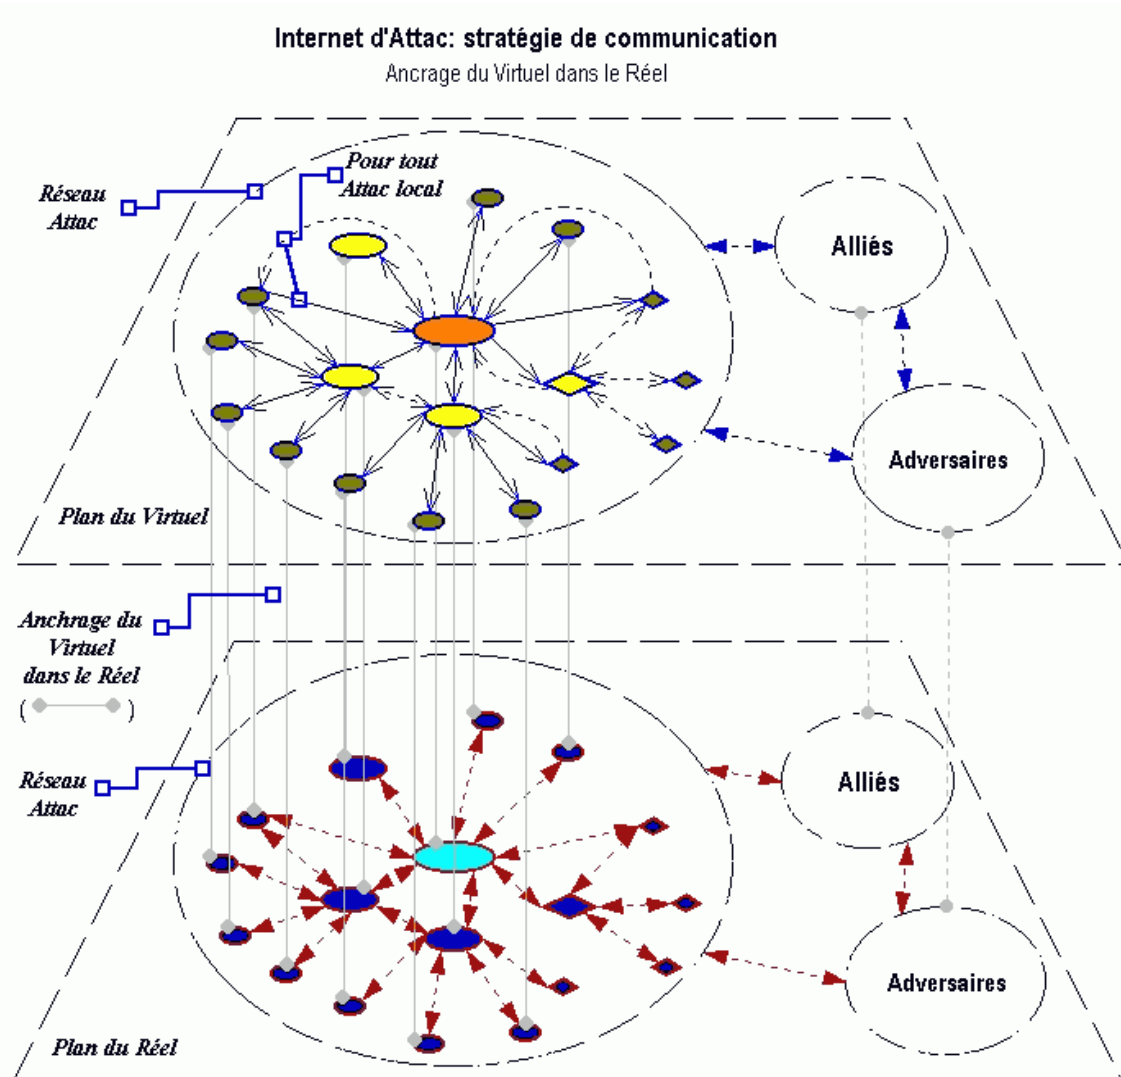 Internet d'Attac: stratégie de communication
Ancrage du Virtuel dans le Réel
Pour tout
Attac local
Réseau
Attac
Alliés
Adversaires
Plan du Virtuel
Anchrage du
Virtuel
dans le Réel
( )
Réseau
Attac
Alliés
Adversaires
Plan du Réel